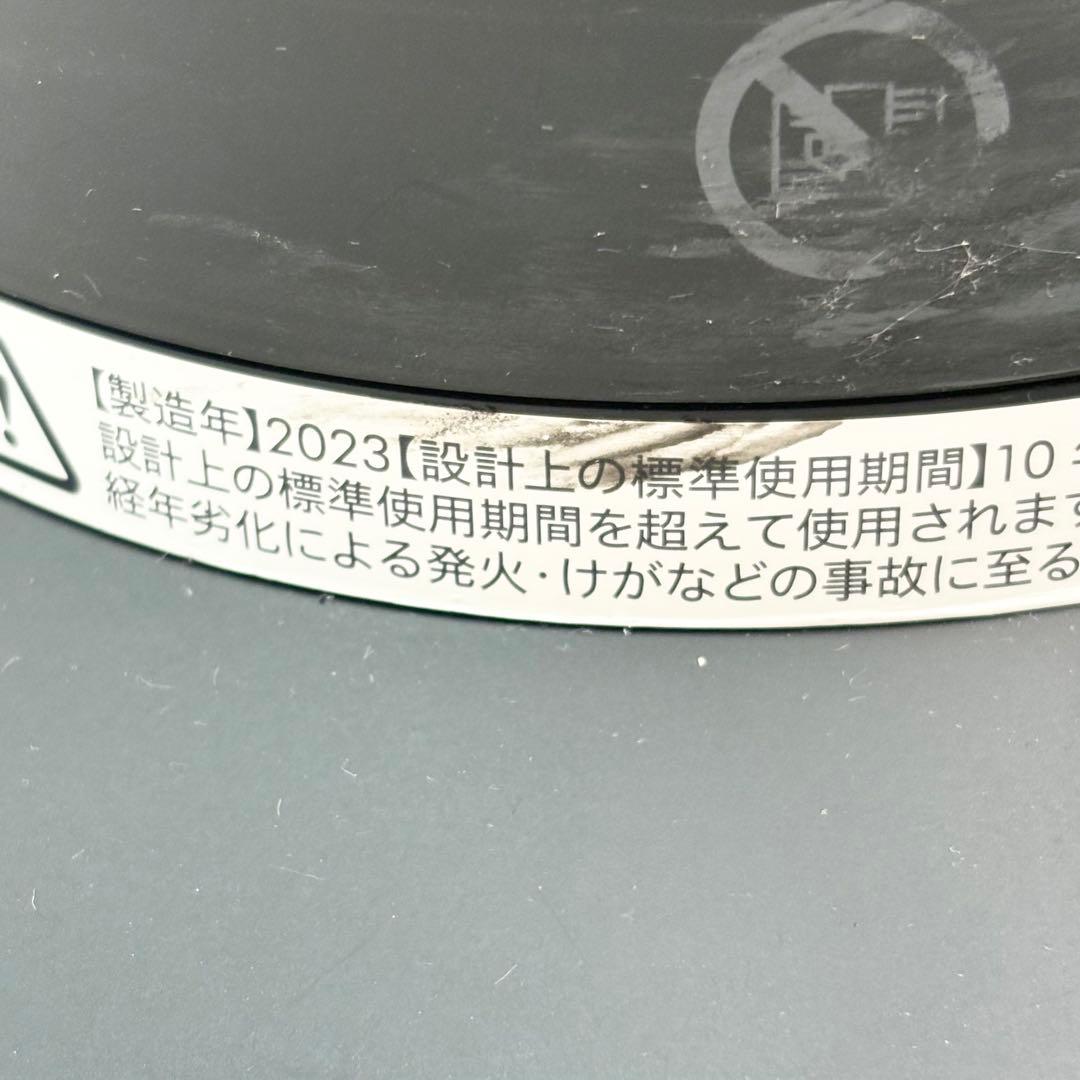 【製造年】2023【設計上の標準使用期間】10
設計上の標準使用期間を超えて使用されます
経年劣化による発火・けがなどの事故に至る